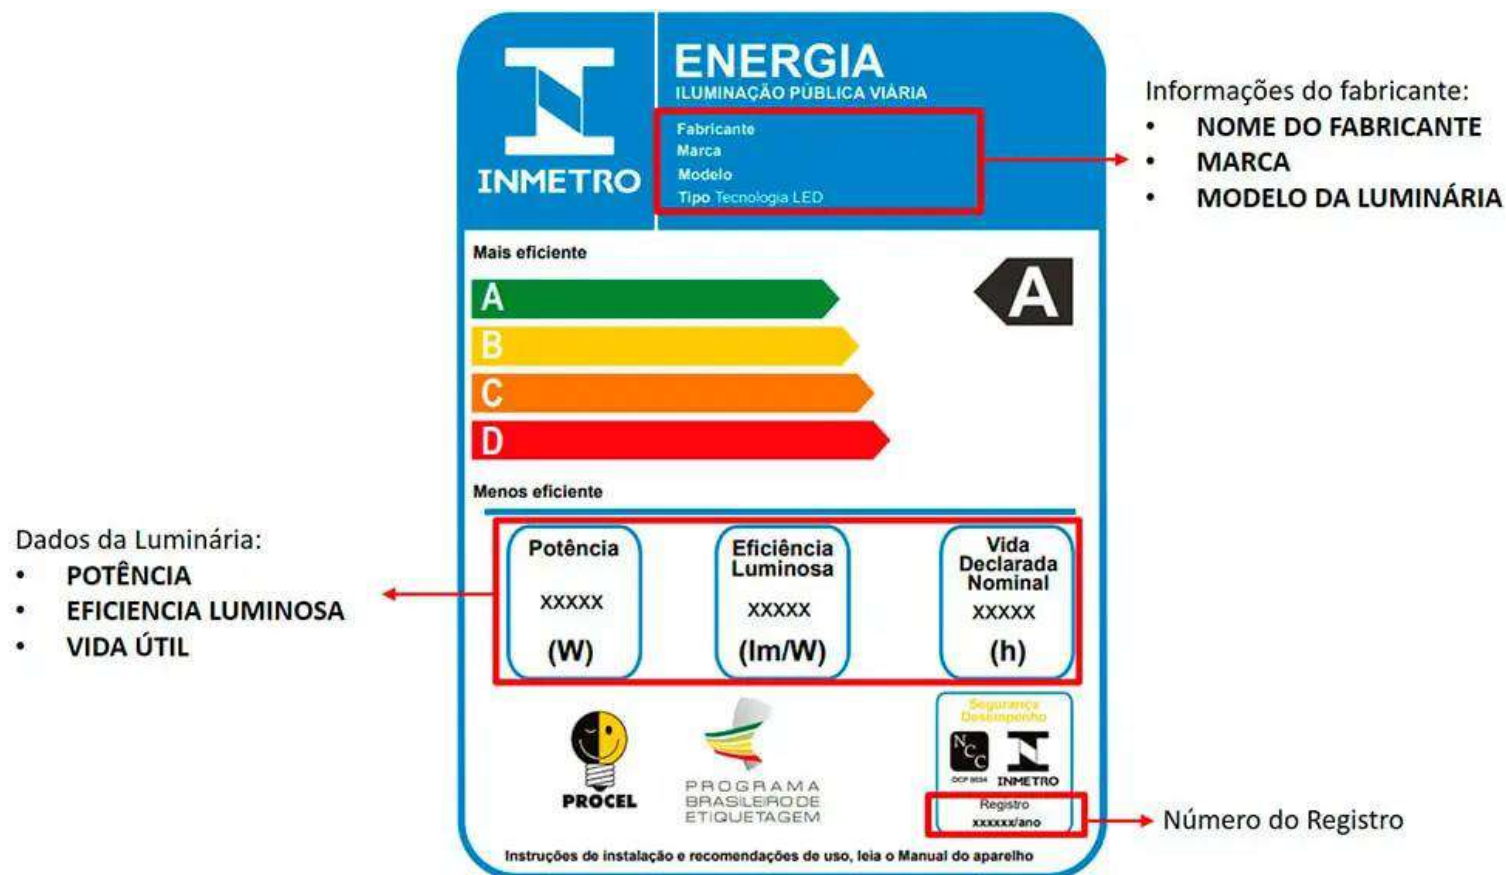 ENERGIA
ILUMINAÇÃO PÚBLICA VIÁRIA
INMETRO
Fabricante
Marca
Modelo
Tipo Tecnologia LED
Informações do fabricante:
• NOME DO FABRICANTE
• MARCA
• MODELO DA LUMINÁRIA
Mais eficiente
A
A
B
C
D
Menos eficiente
Dados da Luminária:
• POTÊNCIA
• EFICIENCIA LUMINOSA
• VIDA ÚTIL
Potência
XXXXX
(W)
Eficiência
Luminosa
XXXXX
(lm/W)
Vida
Declarada
Nominal
XXXXX
(h)
PROCEL
PROGRAMA
BRASILEIRO DE
ETIQUETAGEM
Segurança
Desempenho
NCC
OCP 0034
INMETRO
Registro
xxxxxx/ano
Número do Registro
Instruções de instalação e recomendações de uso, leia o Manual do aparelho